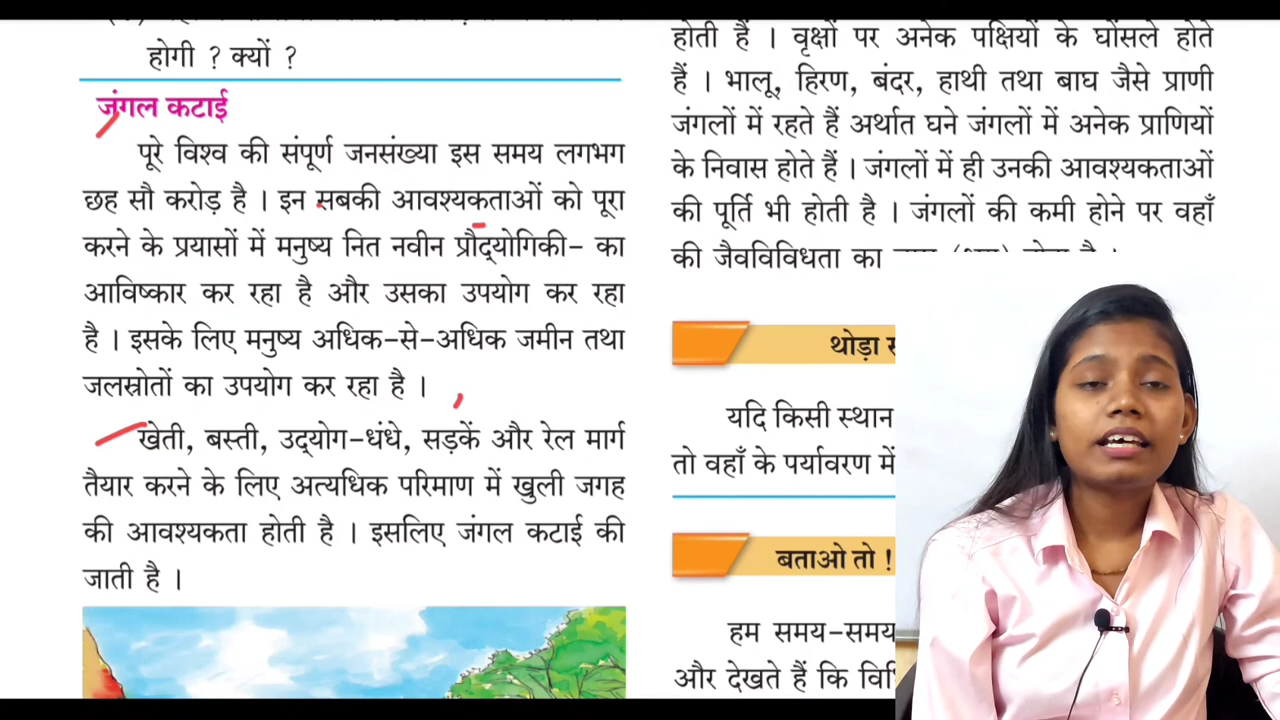 होगी ? क्यों ?
जंगल कटाई
पूरे विश्व की संपूर्ण जनसंख्या इस समय लगभग
छह सौ करोड़ है । इन सबकी आवश्यकताओं को पूरा
करने के प्रयासों में मनुष्य नित नवीन प्रौद्योगिकी- का
आविष्कार कर रहा है और उसका उपयोग कर रहा
है । इसके लिए मनुष्य अधिक-से-अधिक जमीन तथा
जलस्रोतों का उपयोग कर रहा है ।
खेती, बस्ती, उद्योग-धंधे, सड़कें और रेल मार्ग
तैयार करने के लिए अत्यधिक परिमाण में खुली जगह
की आवश्यकता होती है । इसलिए जंगल कटाई की
जाती है ।
होती हैं । वृक्षों पर अनेक पक्षियों के घोंसले होते
हैं । भालू, हिरण, बंदर, हाथी तथा बाघ जैसे प्राणी
जंगलों में रहते हैं अर्थात घने जंगलों में अनेक प्राणियों
के निवास होते हैं । जंगलों में ही उनकी आवश्यकताओं
की पूर्ति भी होती है । जंगलों की कमी होने पर वहाँ
की जैवविविधता का
थोड़ा
यदि किसी स्थान
तो वहाँ के पर्यावरण में
बताओ तो !
हम समय-समय
और देखते हैं कि